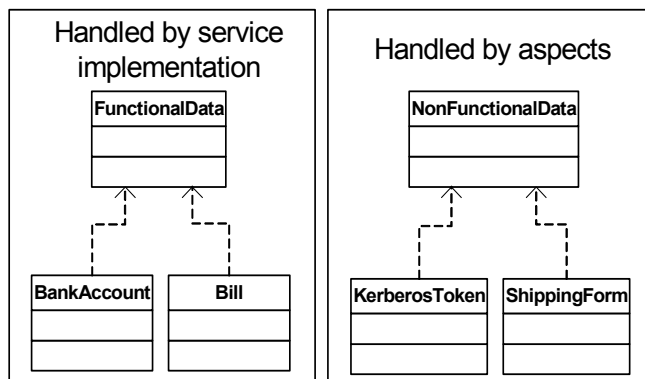 Handled by service
implementation
FunctionalData
BankAccount
Bill
Handled by aspects
NonFunctionalData
KerberosToken
ShippingForm